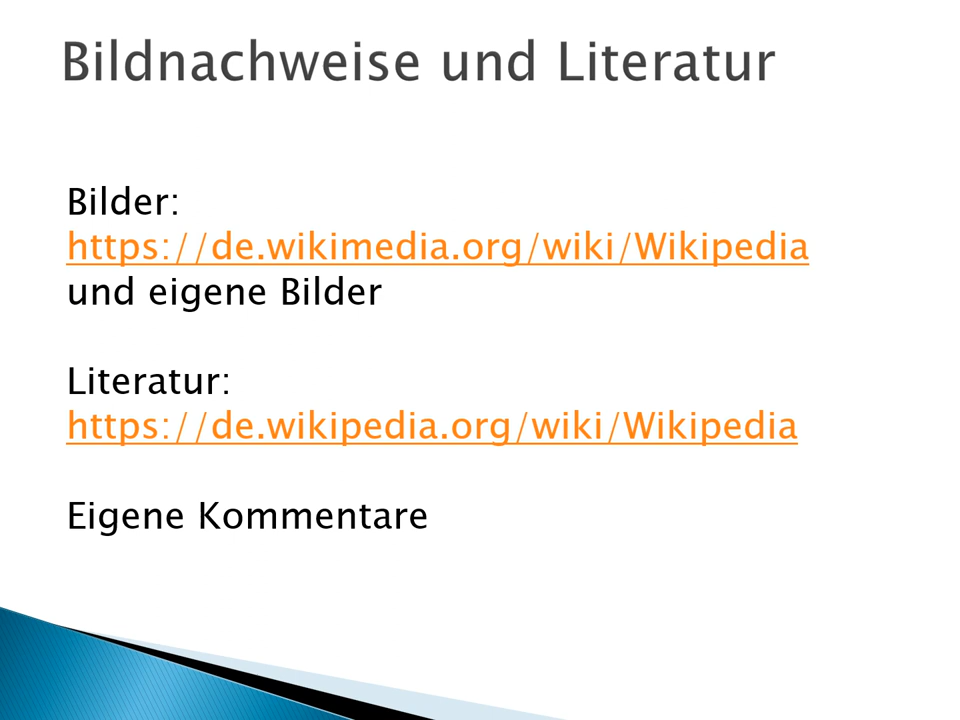 Bildnachweise und Literatur
Bilder:
https://de.wikimedia.org/wiki/Wikipedia
und eigene Bilder
Literatur:
https://de.wikipedia.org/wiki/Wikipedia
Eigene Kommentare